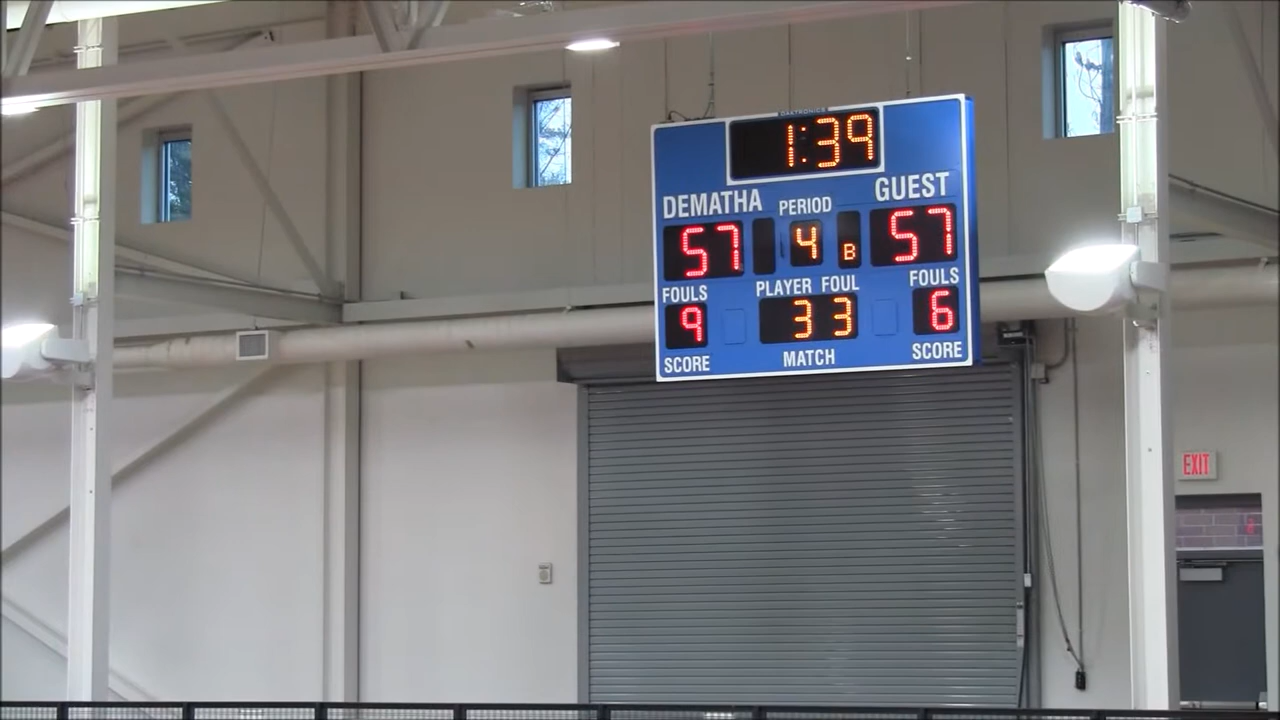 DAKTRONICS
1:39
DEMATHA PERIOD GUEST
57 4 B 57
FOULS PLAYER FOUL FOULS
9 33 6
SCORE MATCH SCORE
EXIT